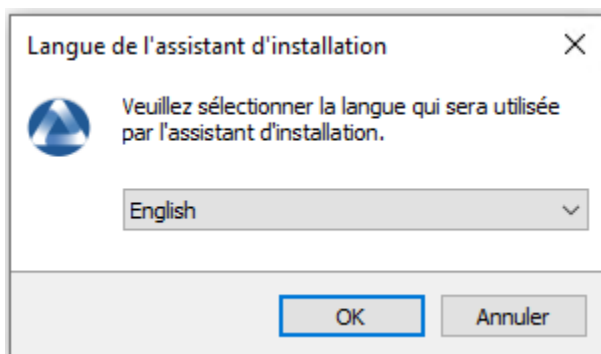 Langue de l'assistant d'installation
Veuillez sélectionner la langue qui sera utilisée
par l'assistant d'installation.
English
OK Annuler